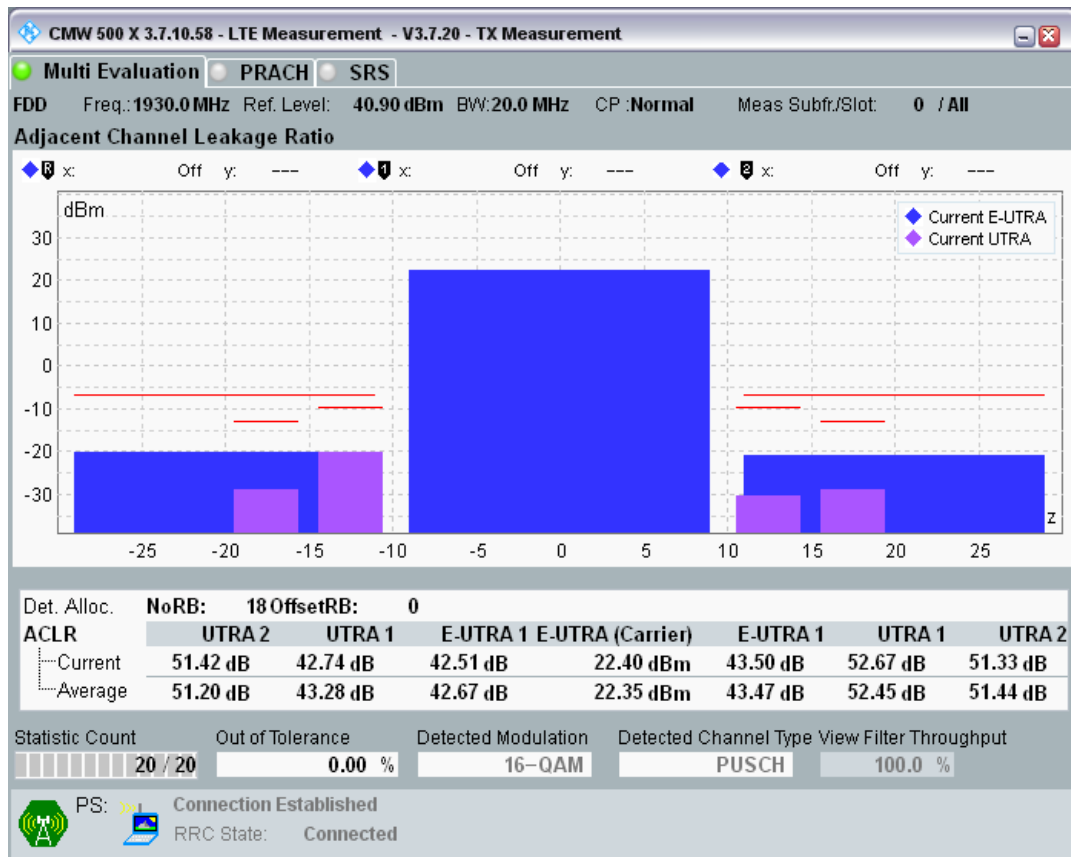 CMW 500 X 3.7.10.58 - LTE Measurement - V3.7.20 - TX Measurement
Multi Evaluation PRACH SRS
FDD Freq.: 1930.0 MHz Ref. Level: 40.90 dBm BW: 20.0 MHz CP : Normal Meas Subfr./Slot: 0 / All
Adjacent Channel Leakage Ratio
R x: Off y: --- 1 x: Off y: --- 2 x: Off y: ---
dBm
Current E-UTRA
Current UTRA
30
20
10
0
-10
-20
-30
z
-25 -20 -15 -10 -5 0 5 10 15 20 25
Det. Alloc. NoRB: 18 OffsetRB: 0
ACLR UTRA 2 UTRA 1 E-UTRA 1 E-UTRA (Carrier) E-UTRA 1 UTRA 1 UTRA 2
Current 51.42 dB 42.74 dB 42.51 dB 22.40 dBm 43.50 dB 52.67 dB 51.33 dB
Average 51.20 dB 43.28 dB 42.67 dB 22.35 dBm 43.47 dB 52.45 dB 51.44 dB
Statistic Count Out of Tolerance Detected Modulation Detected Channel Type View Filter Throughput
20 / 20 0.00 % 16-QAM PUSCH 100.0 %
PS: Connection Established
RRC State: Connected